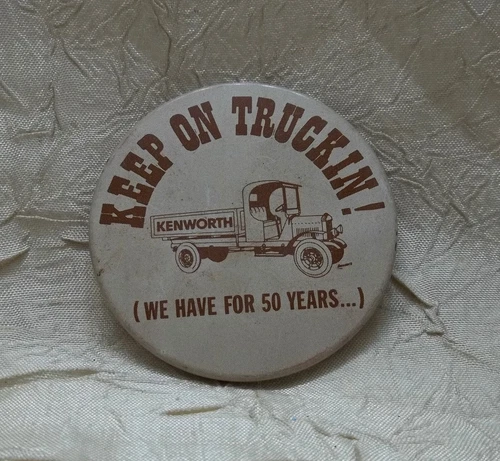 KEEP ON TRUCKIN!
KENWORTH
(WE HAVE FOR 50 YEARS...)